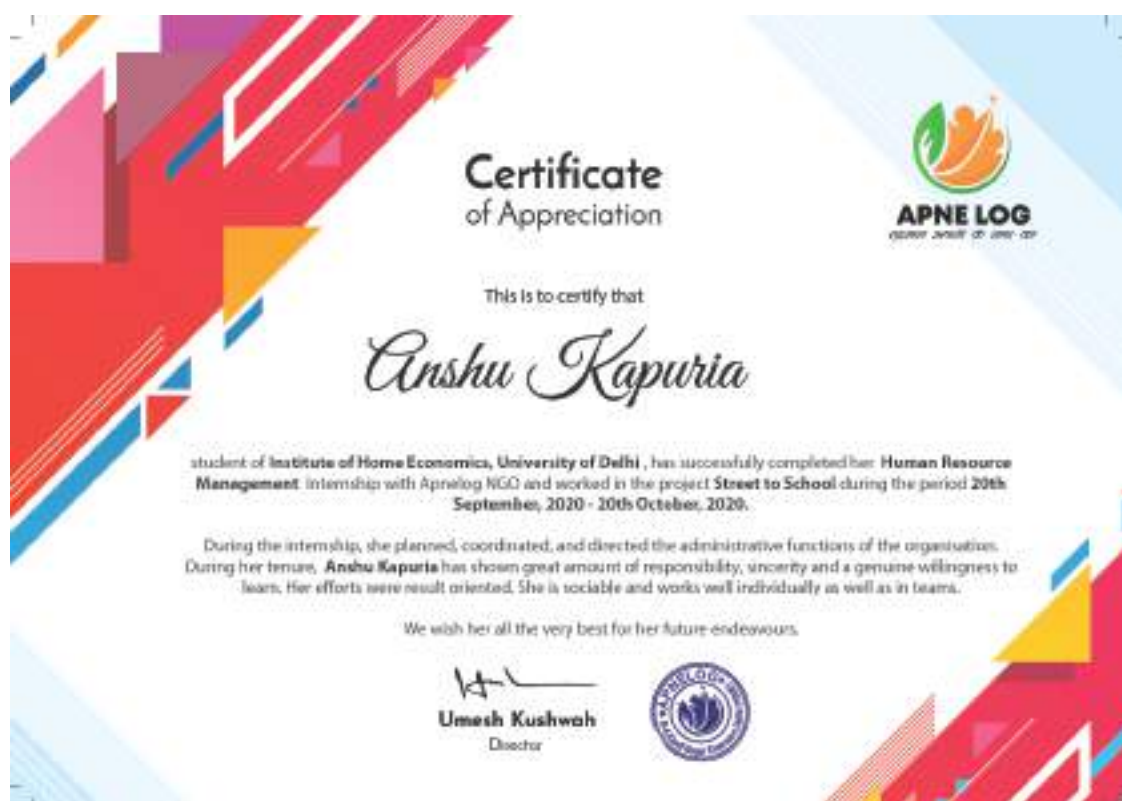 Certificate
of Appreciation
APNE LOG
This is to certify that
Anshu Kapuria
student of Institute of Home Economics, University of Delhi , has successfully completed her Human Resource
Management Internship with Apnelog NGO and worked in the project Street to School during the period 20th
September, 2020 - 20th October, 2020.
During the internship, she planned, coordinated, and directed the administrative functions of the organisation.
During her tenure, Anshu Kapuria has shown great amount of responsibility, sincerity and a genuine willingness to
learn. Her efforts were result oriented. She is sociable and works well individually as well as in teams.
We wish her all the very best for her future endeavours.
Umesh Kushwah
Director
APNELOG